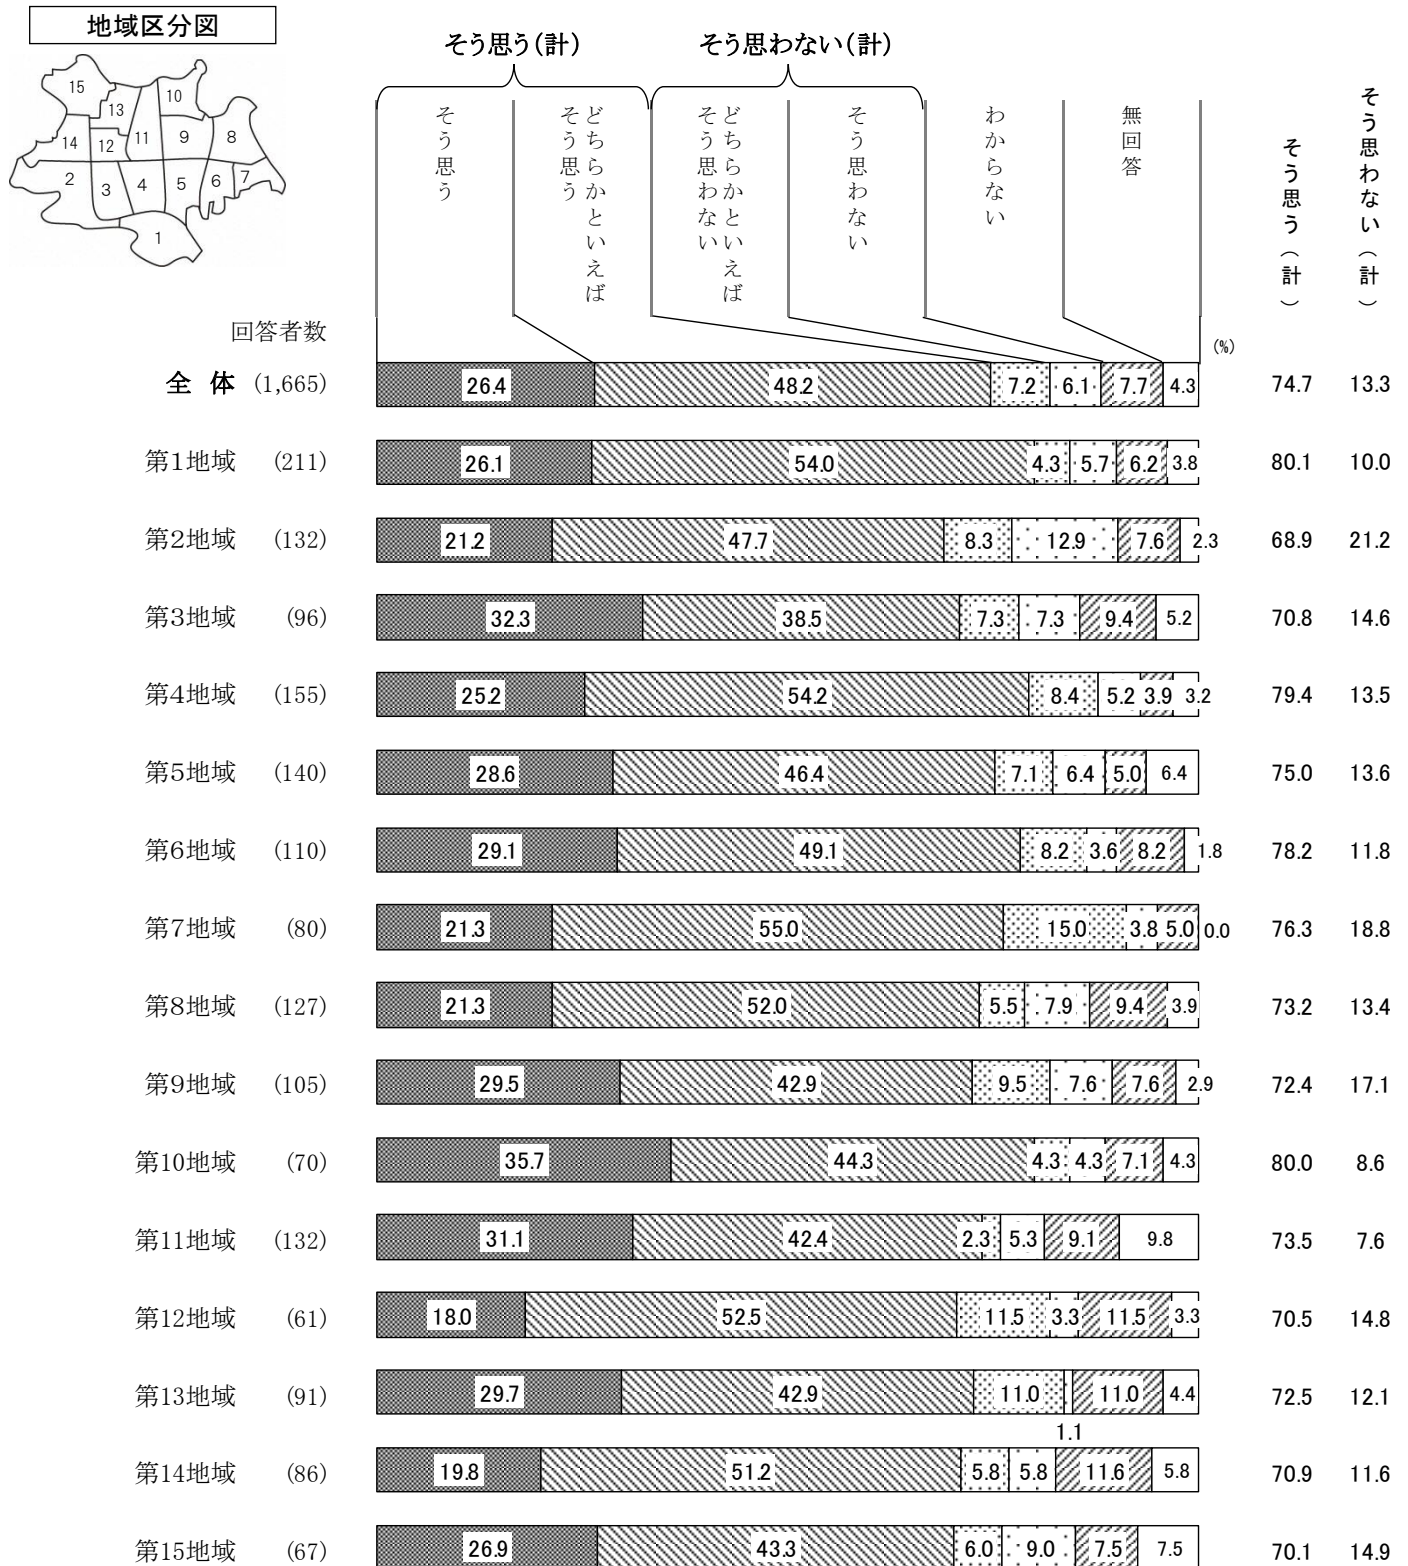 地域区分図
15
10
13
14
12
11
9
8
2
3
4
5
6
7
1
そう思う(計)
そう思わない(計)
そう思う
どちらかといえば
そう思う
どちらかといえば
そう思わない
そう思わない
わからない
無回答
そう思う(計)
そう思わない(計)
回答者数
(%)
全 体 (1,665) 26.4 48.2 7.2 6.1 7.7 4.3 74.7 13.3
第1地域 (211) 26.1 54.0 4.3 5.7 6.2 3.8 80.1 10.0
第2地域 (132) 21.2 47.7 8.3 12.9 7.6 2.3 68.9 21.2
第3地域 (96) 32.3 38.5 7.3 7.3 9.4 5.2 70.8 14.6
第4地域 (155) 25.2 54.2 8.4 5.2 3.9 3.2 79.4 13.5
第5地域 (140) 28.6 46.4 7.1 6.4 5.0 6.4 75.0 13.6
第6地域 (110) 29.1 49.1 8.2 3.6 8.2 1.8 78.2 11.8
第7地域 (80) 21.3 55.0 15.0 3.8 5.0 0.0 76.3 18.8
第8地域 (127) 21.3 52.0 5.5 7.9 9.4 3.9 73.2 13.4
第9地域 (105) 29.5 42.9 9.5 7.6 7.6 2.9 72.4 17.1
第10地域 (70) 35.7 44.3 4.3 4.3 7.1 4.3 80.0 8.6
第11地域 (132) 31.1 42.4 2.3 5.3 9.1 9.8 73.5 7.6
第12地域 (61) 18.0 52.5 11.5 3.3 11.5 3.3 70.5 14.8
第13地域 (91) 29.7 42.9 11.0 11.0 4.4 72.5 12.1
1.1
第14地域 (86) 19.8 51.2 5.8 5.8 11.6 5.8 70.9 11.6
第15地域 (67) 26.9 43.3 6.0 9.0 7.5 7.5 70.1 14.9